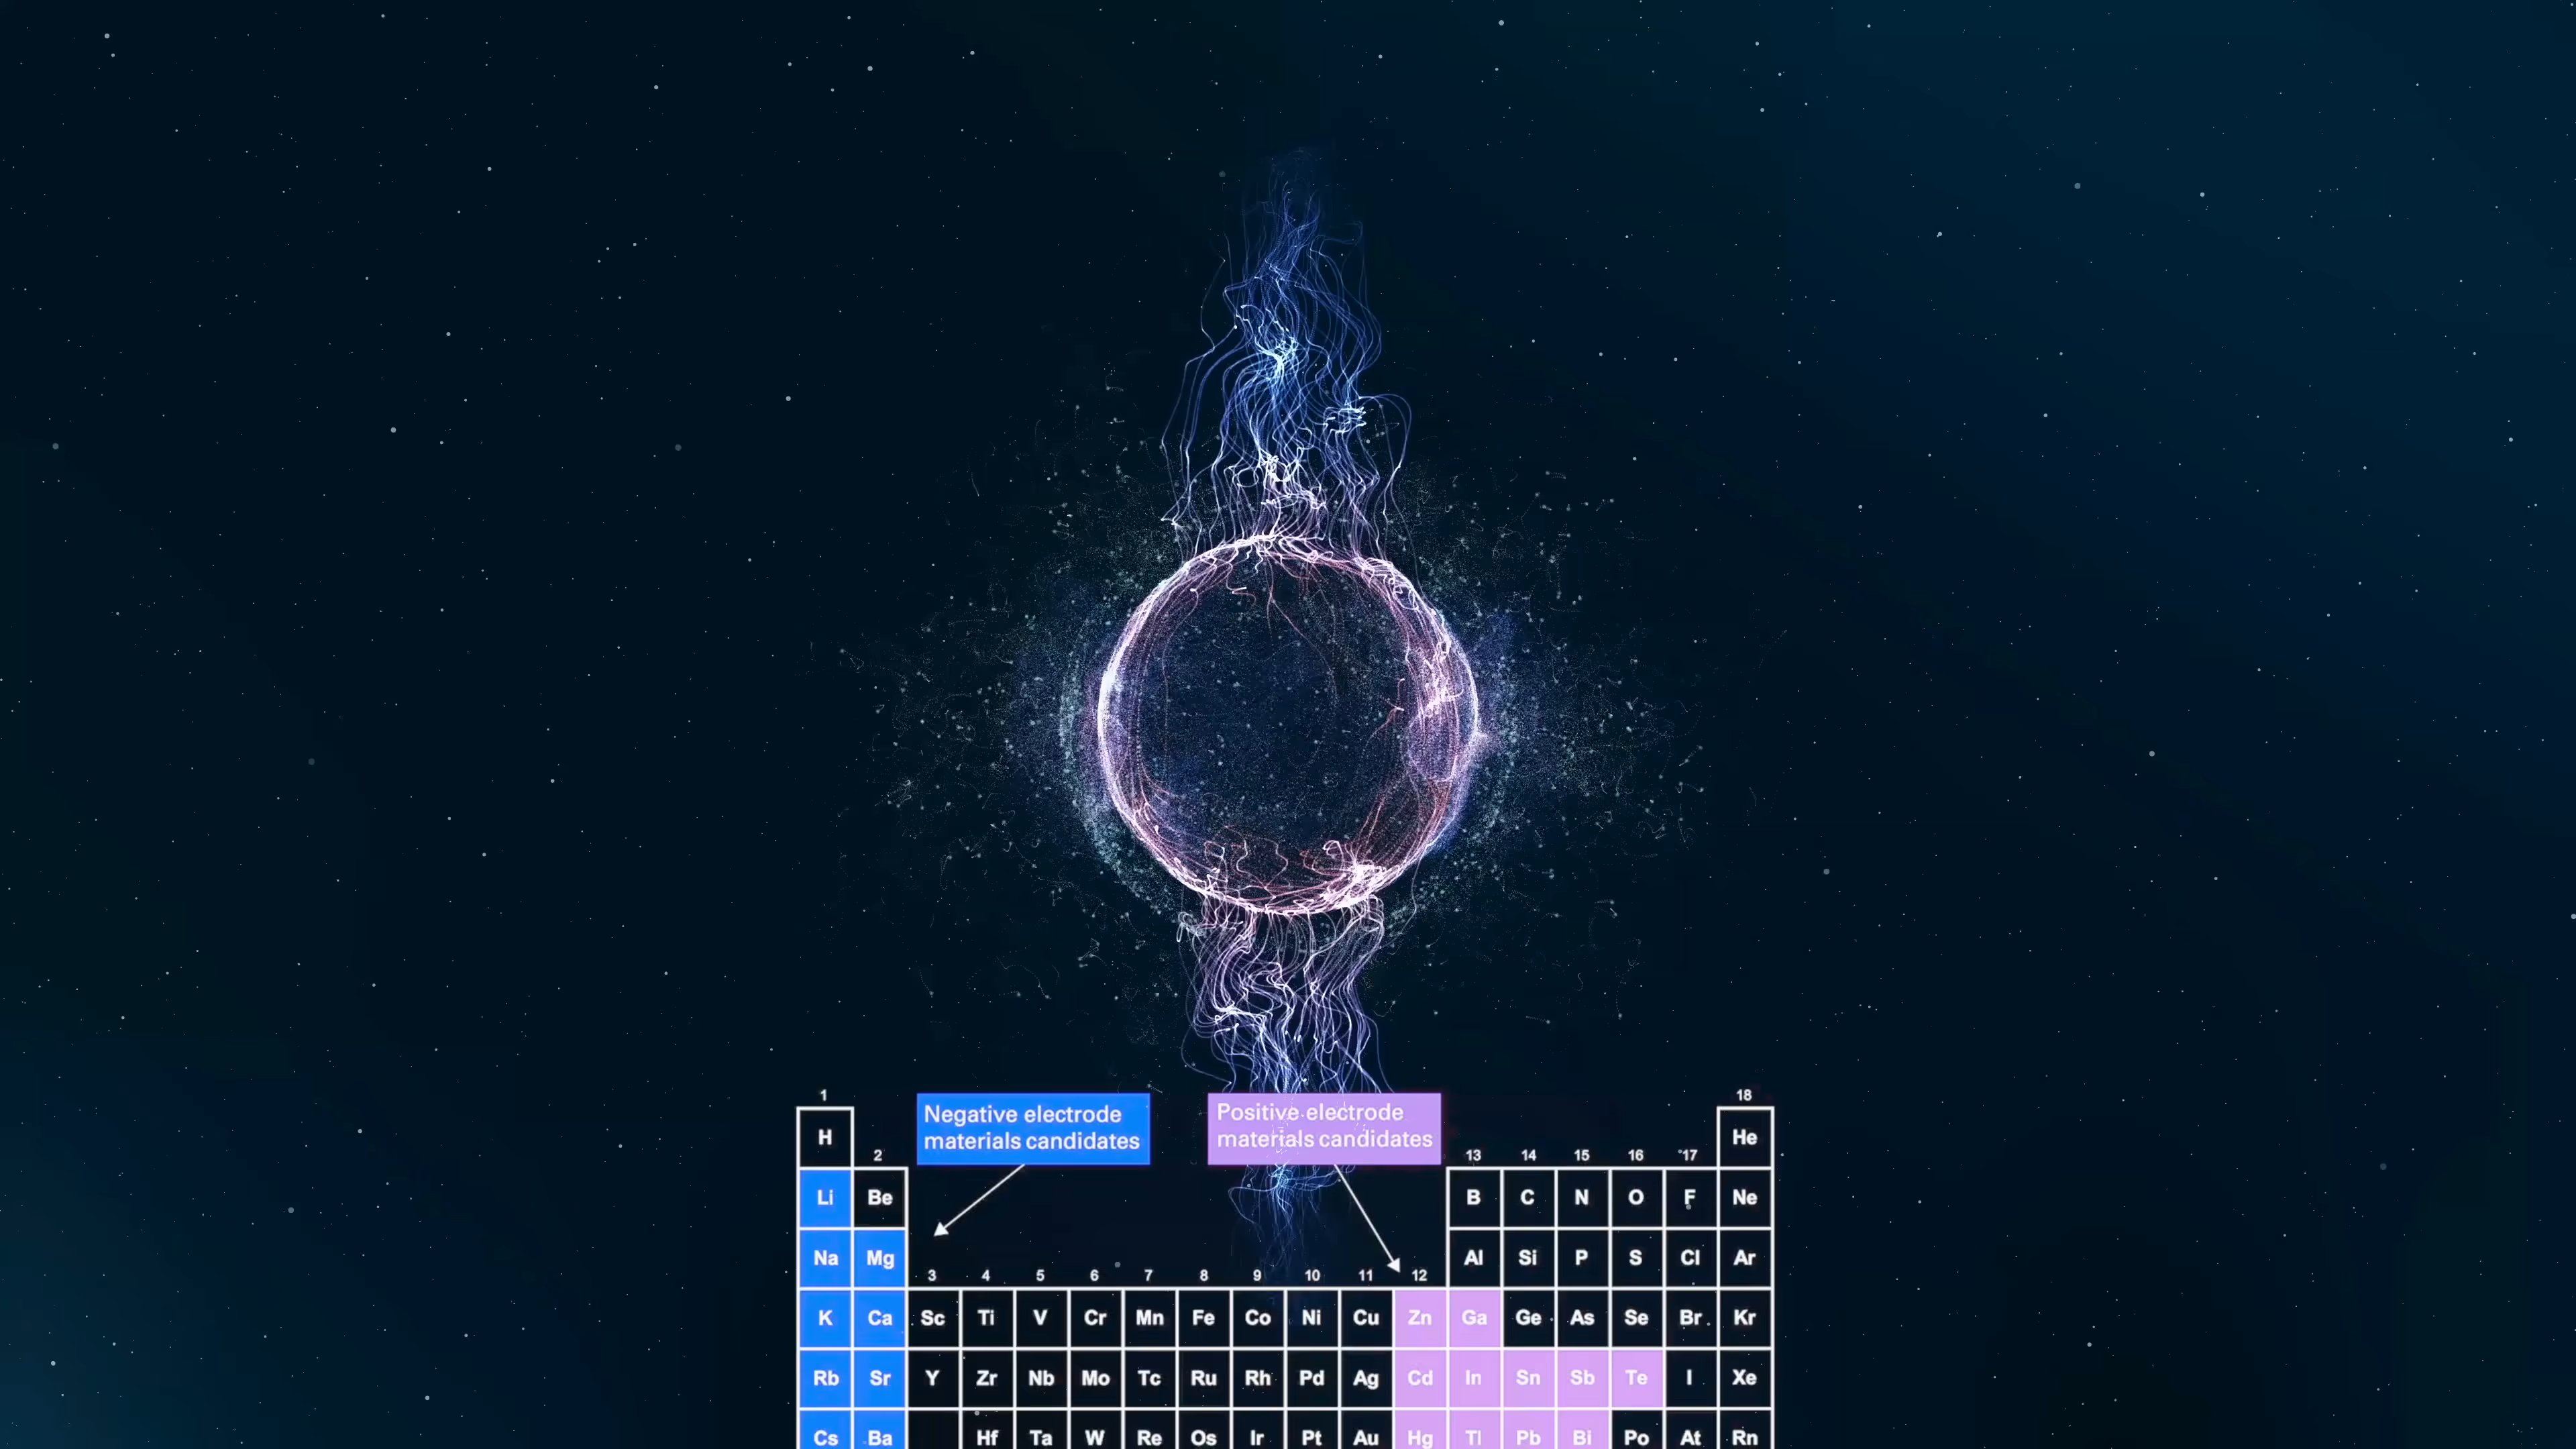 1 18
Negative electrode
materials candidates
Positive electrode
materials candidates
H He
2 13 14 15 16 17
Li Be B C N O F Ne
Na Mg Al Si P S Cl Ar
3 4 5 6 7 8 9 10 11 12
K Ca Sc Ti V Cr Mn Fe Co Ni Cu Zn Ga Ge As Se Br Kr
Rb Sr Y Zr Nb Mo Tc Ru Rh Pd Ag Cd In Sn Sb Te I Xe
Cs Ba Hf Ta W Re Os Ir Pt Au Hg Tl Pb Bi Po At Rn